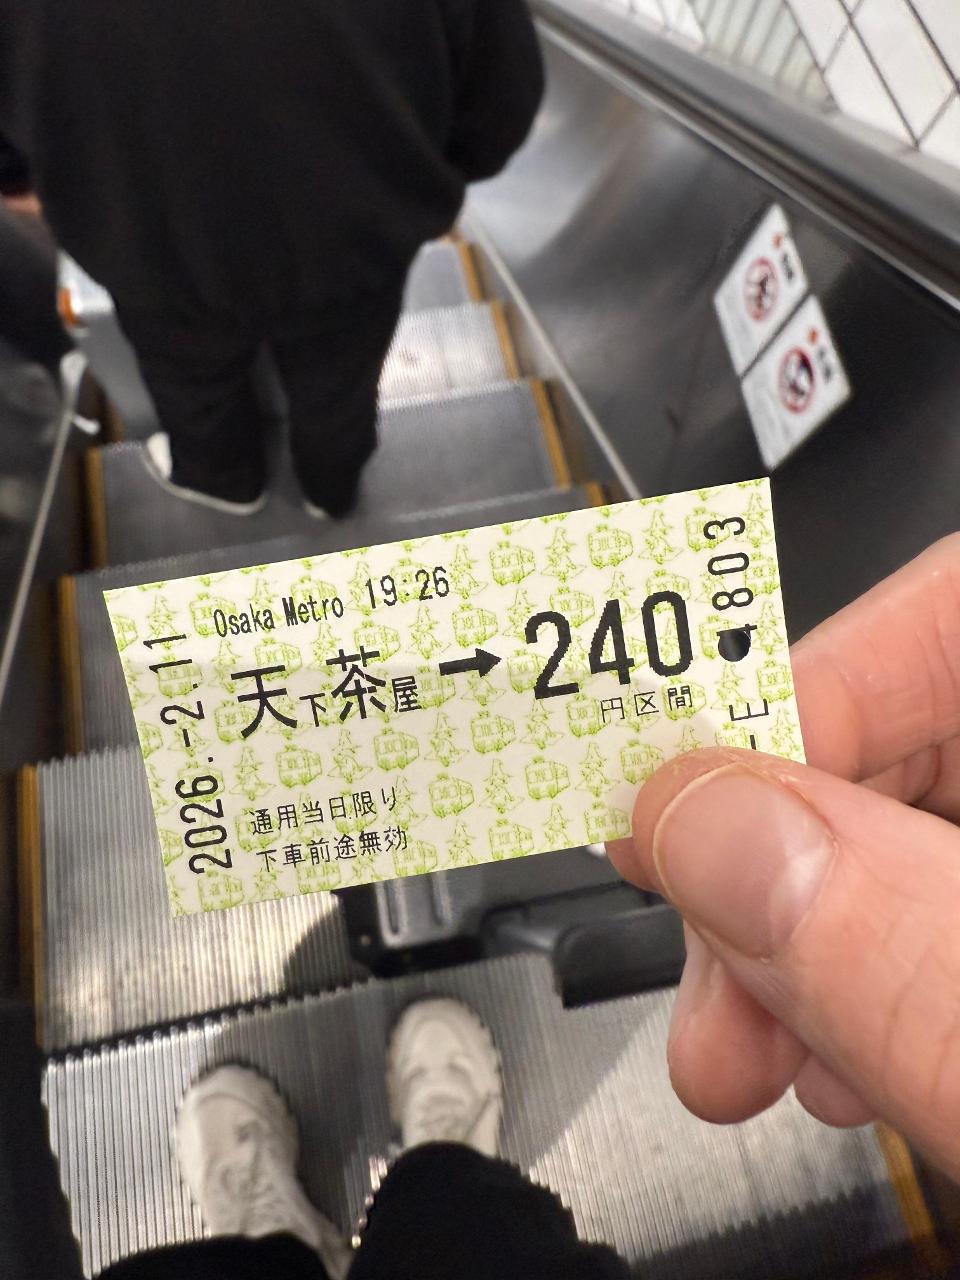 Osaka Metro 19:26
天下茶屋→240
円区間
通用当日限り
下車前途無効
2026.-2.11
4803